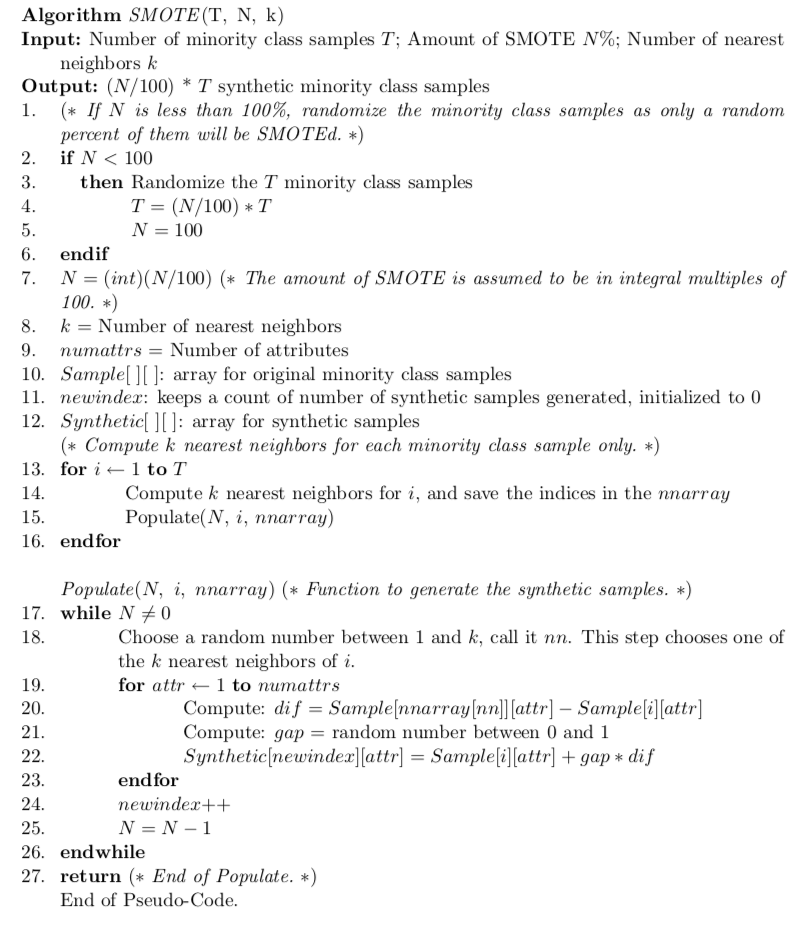 Algorithm SMOTE(T, N, k)
Input: Number of minority class samples T; Amount of SMOTE N%; Number of nearest
neighbors k
Output: (N/100) * T synthetic minority class samples
1. (∗ If N is less than 100%, randomize the minority class samples as only a random
percent of them will be SMOTEd. ∗)
2. if N < 100
3. then Randomize the T minority class samples
4. T = (N/100) ∗ T
5. N = 100
6. endif
7. N = (int)(N/100) (∗ The amount of SMOTE is assumed to be in integral multiples of
100. ∗)
8. k = Number of nearest neighbors
9. numattrs = Number of attributes
10. Sample[ ][ ]: array for original minority class samples
11. newindex: keeps a count of number of synthetic samples generated, initialized to 0
12. Synthetic[ ][ ]: array for synthetic samples
(∗ Compute k nearest neighbors for each minority class sample only. ∗)
13. for i ← 1 to T
14. Compute k nearest neighbors for i, and save the indices in the nnarray
15. Populate(N, i, nnarray)
16. endfor
Populate(N, i, nnarray) (∗ Function to generate the synthetic samples. ∗)
17. while N ≠ 0
18. Choose a random number between 1 and k, call it nn. This step chooses one of
the k nearest neighbors of i.
19. for attr ← 1 to numattrs
20. Compute: dif = Sample[nnarray[nn]][attr] − Sample[i][attr]
21. Compute: gap = random number between 0 and 1
22. Synthetic[newindex][attr] = Sample[i][attr] + gap ∗ dif
23. endfor
24. newindex++
25. N = N − 1
26. endwhile
27. return (∗ End of Populate. ∗)
End of Pseudo-Code.